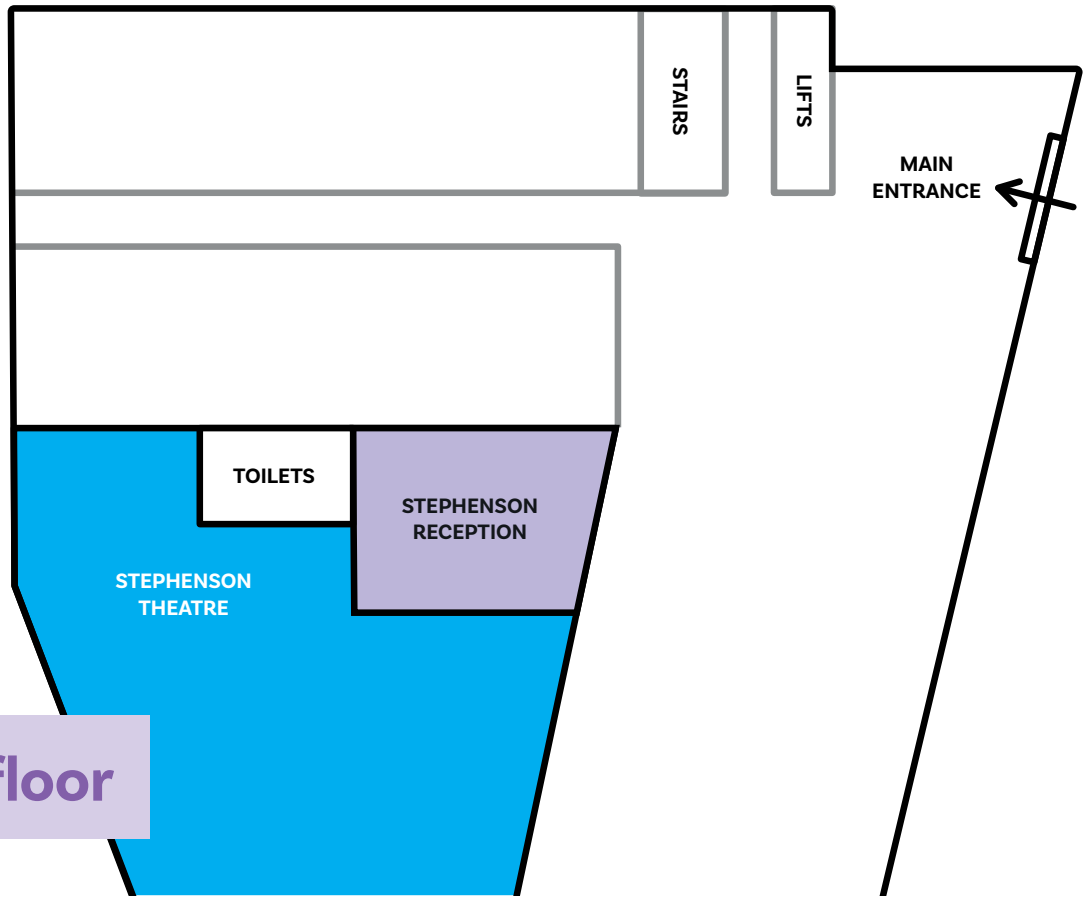 STAIRS
LIFTS
MAIN
ENTRANCE
TOILETS
STEPHENSON
RECEPTION
STEPHENSON
THEATRE
floor